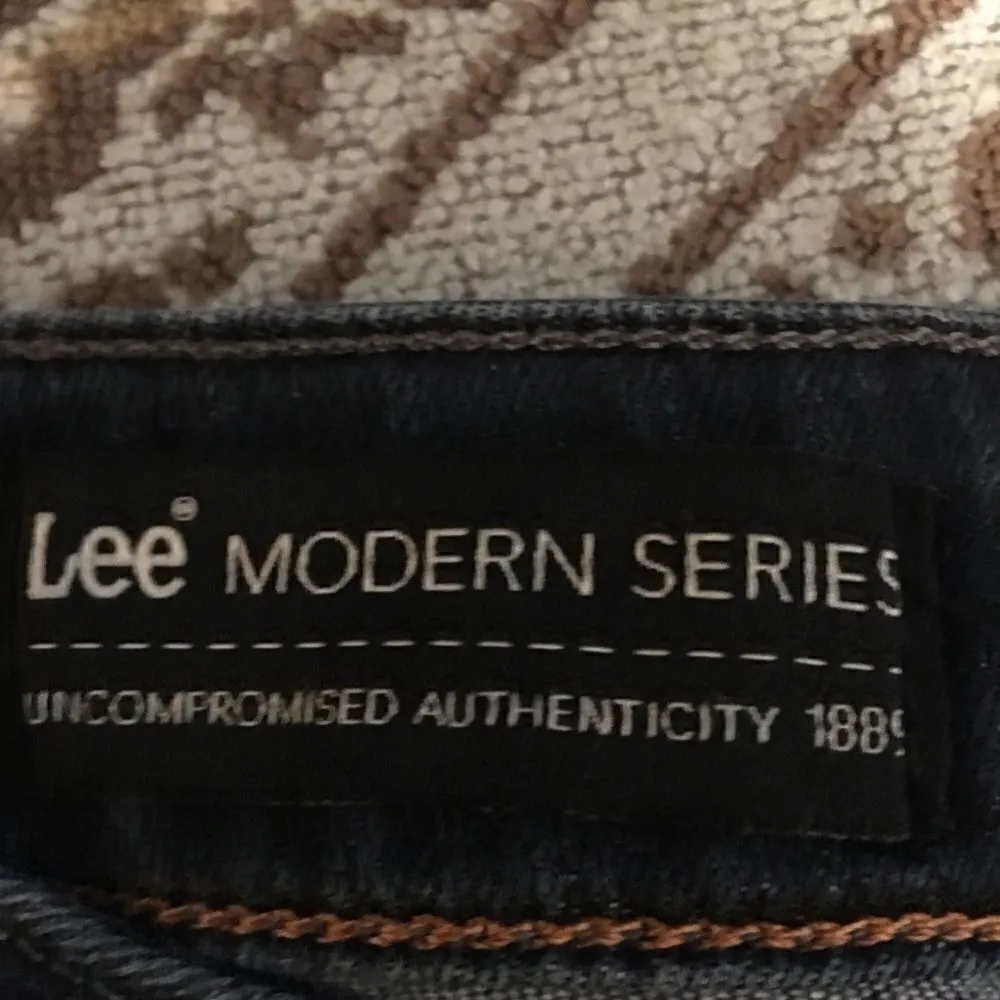 Lee® MODERN SERIES
UNCOMPROMISED AUTHENTICITY 1889